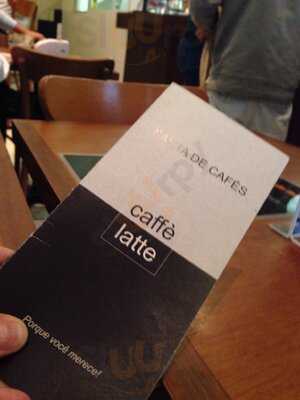 CARTA DE CAFÉS
caffè
latte
Porque você merece!